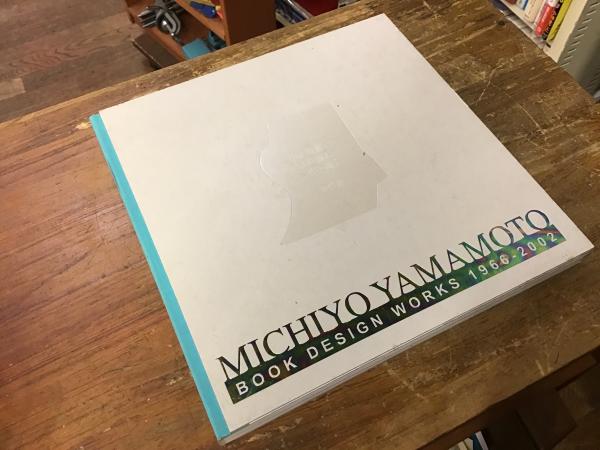 MICHIYO YAMAMOTO
BOOK DESIGN WORKS 1966-2002